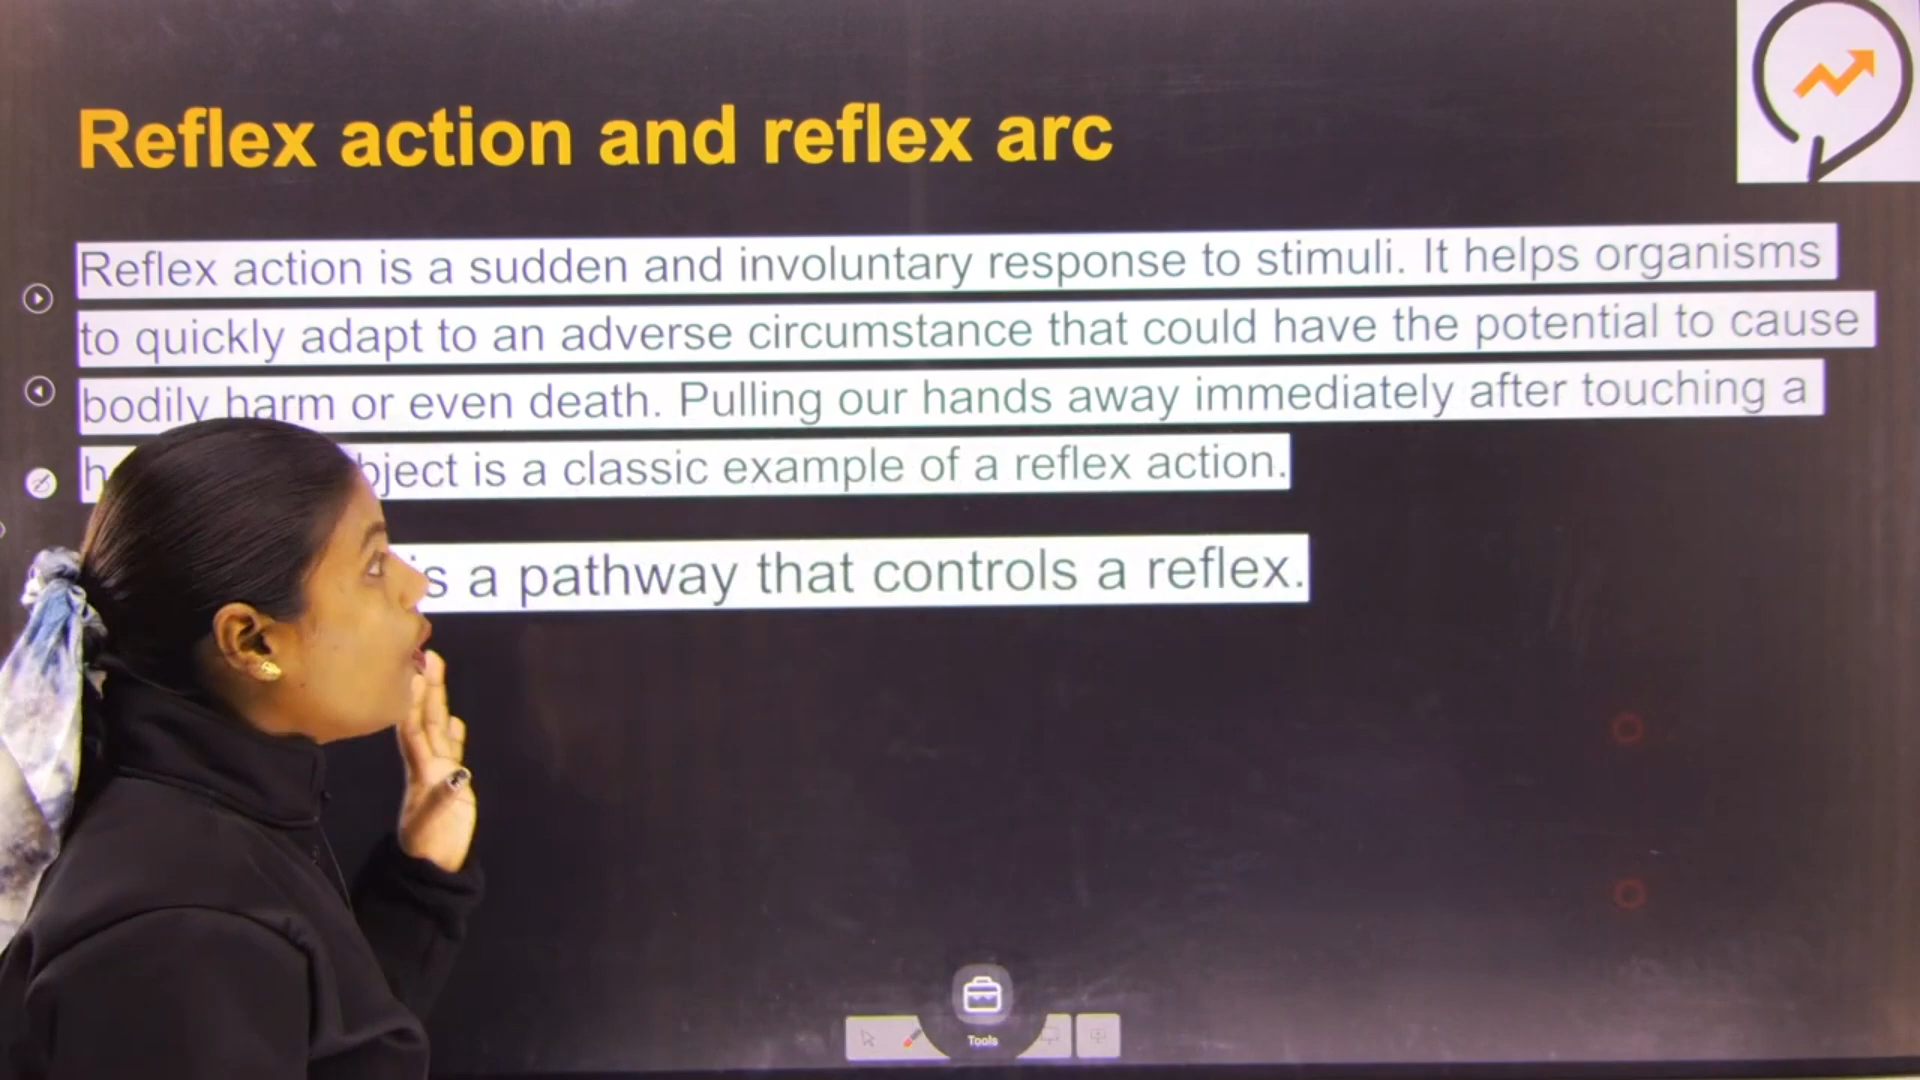 Reflex action and reflex arc
Reflex action is a sudden and involuntary response to stimuli. It helps organisms
to quickly adapt to an adverse circumstance that could have the potential to cause
bodily harm or even death. Pulling our hands away immediately after touching a
is a classic example of a reflex action.
is a pathway that controls a reflex.
Tools